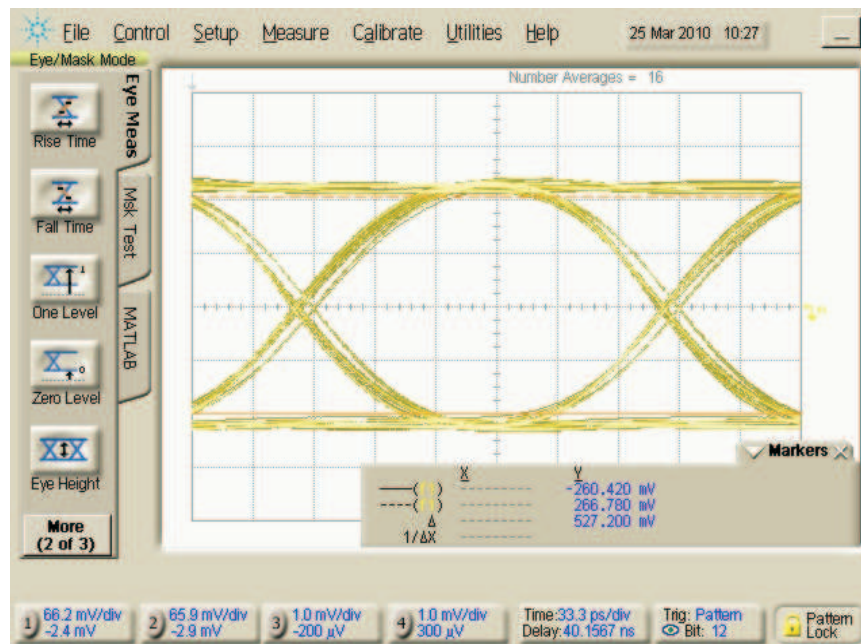 File Control Setup Measure Calibrate Utilities Help 25 Mar 2010 10:27
Eye/Mask Mode
Number Averages = 16
Eye Meas
Rise Time
Fall Time
Msk Test
One Level
MATLAB
Zero Level
Eye Height
More
(2 of 3)
Markers
X Y
-260.420 mV
266.780 mV
Δ 527.200 mV
1/ΔX
1 66.2 mV/div
-2.4 mV
2 65.9 mV/div
-2.9 mV
3 1.0 mV/div
-200 µV
4 1.0 mV/div
300 µV
Time:33.3 ps/div
Delay:40.1567 ns
Trig: Pattern
Bit: 12
Pattern
Lock